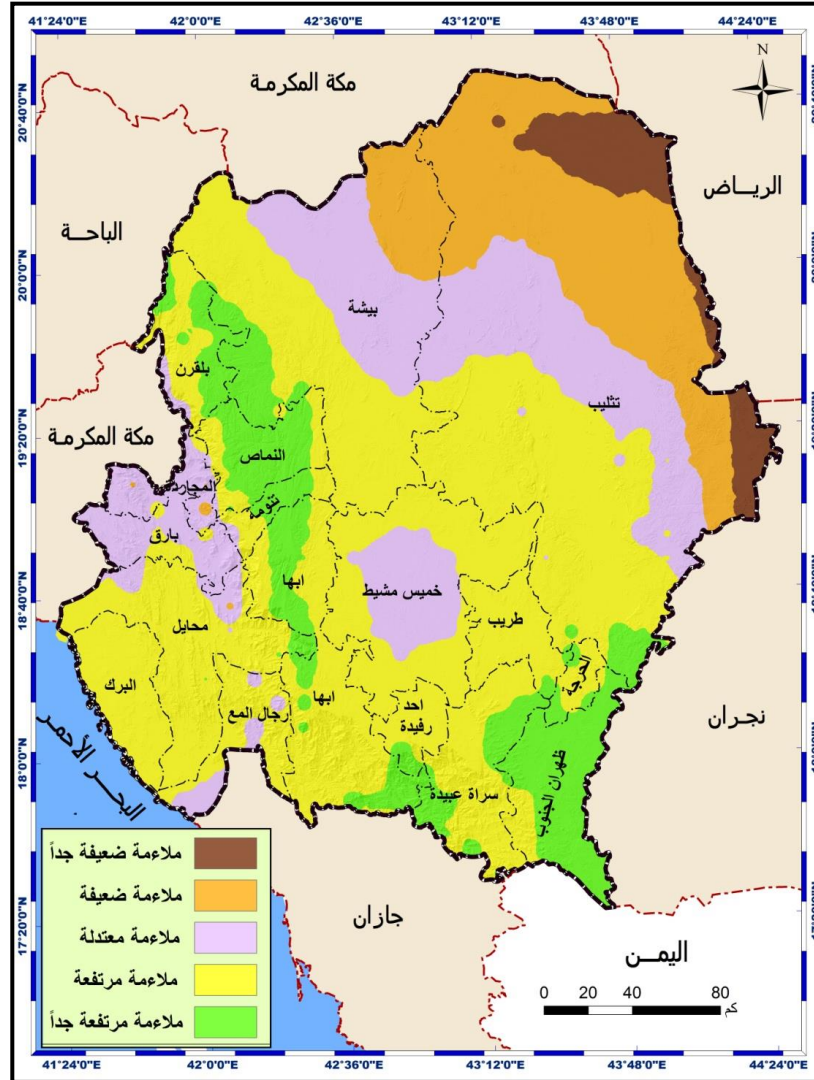 41°24'0"E 42°0'0"E 42°36'0"E 43°12'0"E 43°48'0"E 44°24'0"E
N
مكة المكرمة
20°40'0"N
الريـاض
الباحـة
20°0'0"N
بيشة
بلقرن
تثليب
مكة المكرمة
19°20'0"N
النماص
المجاردة
تنومة
بارق
ابها
خميس مشيط
18°40'0"N
طريب
محايل
الحرجة
البرك
رجال المع
ابها
احد
رفيدة
نجـران
البحر الأحمر
18°0'0"N
ظهران الجنوب
سراة عبيدة
ملاءمة ضعيفة جداً
ملاءمة ضعيفة
ملاءمة معتدلة
ملاءمة مرتفعة
ملاءمة مرتفعة جداً
جازان
17°20'0"N
اليمـن
0 20 40 80
كم
41°24'0"E 42°0'0"E 42°36'0"E 43°12'0"E 43°48'0"E 44°24'0"E